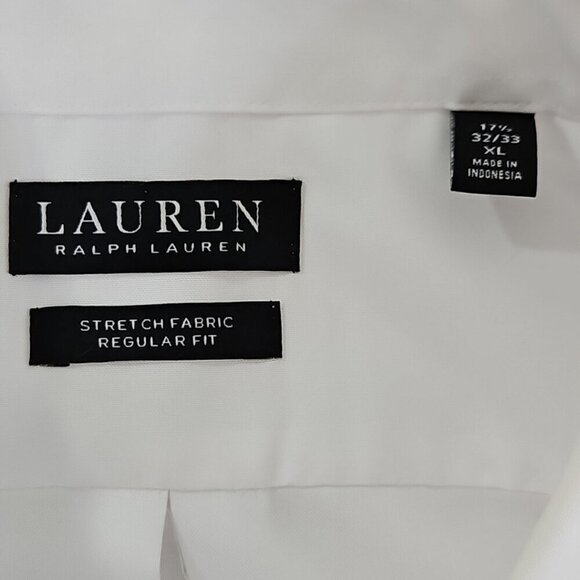 LAUREN
RALPH LAUREN
STRETCH FABRIC
REGULAR FIT
17½
32/33
XL
MADE IN
INDONESIA